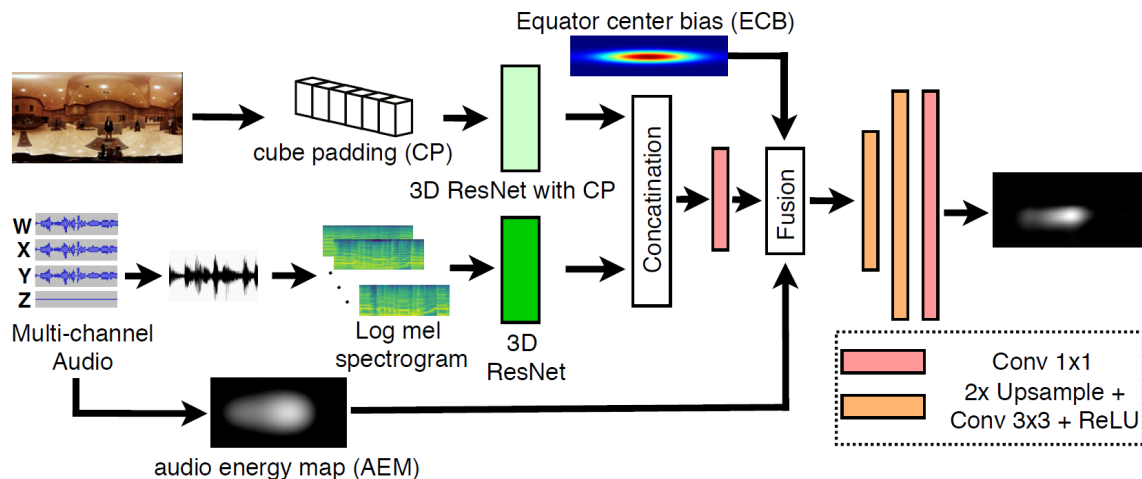 Equator center bias (ECB)
cube padding (CP)
3D ResNet with CP
Concatination
Fusion
W
X
Y
Z
Multi-channel
Audio
Log mel
spectrogram
3D
ResNet
audio energy map (AEM)
Conv 1x1
2x Upsample +
Conv 3x3 + ReLU